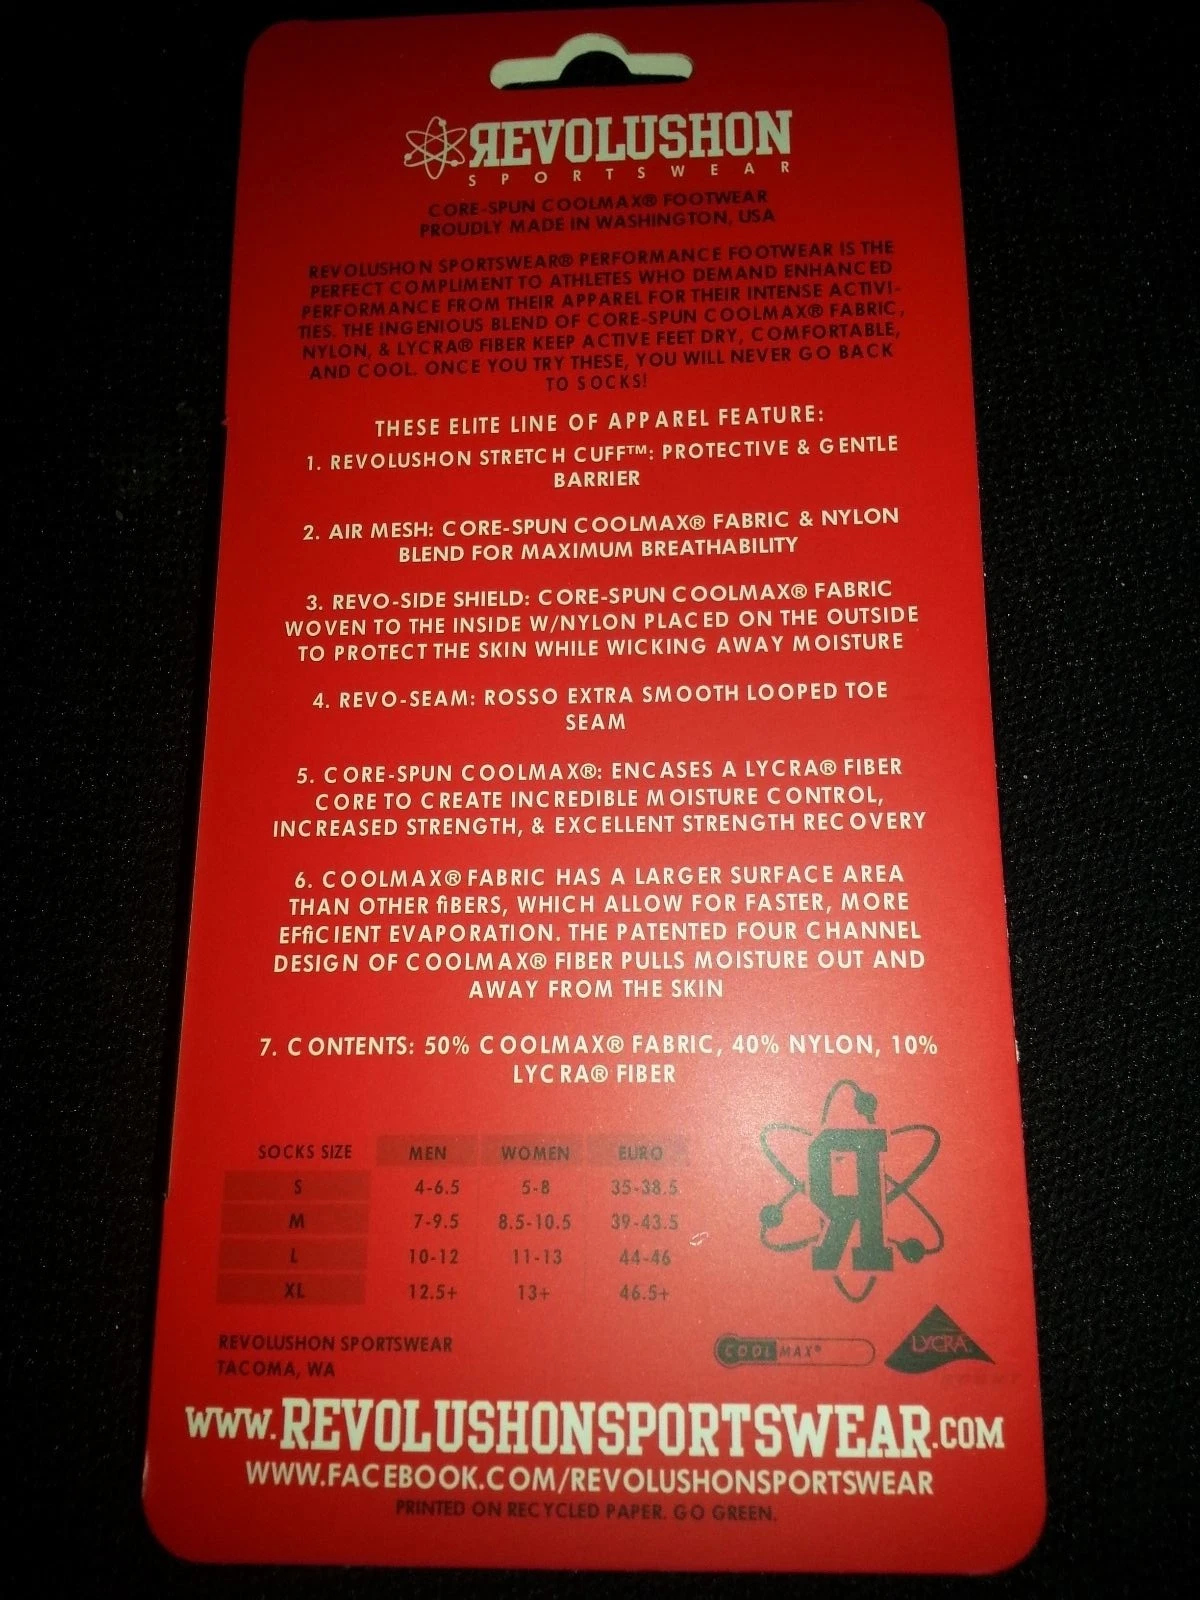 REVOLUSHON
SPORTSWEAR
CORE-SPUN COOLMAX® FOOTWEAR
PROUDLY MADE IN WASHINGTON, USA
REVOLUSHON SPORTSWEAR® PERFORMANCE FOOTWEAR IS THE
PERFECT COMPLIMENT TO ATHLETES WHO DEMAND ENHANCED
PERFORMANCE FROM THEIR APPAREL FOR THEIR INTENSE ACTIVI-
TIES. THE INGENIOUS BLEND OF CORE-SPUN COOLMAX® FABRIC,
NYLON, & LYCRA® FIBER KEEP ACTIVE FEET DRY, COMFORTABLE,
AND COOL. ONCE YOU TRY THESE, YOU WILL NEVER GO BACK
TO SOCKS!
THESE ELITE LINE OF APPAREL FEATURE:
1. REVOLUSHON STRETCH CUFF™: PROTECTIVE & GENTLE
BARRIER
2. AIR MESH: CORE-SPUN COOLMAX® FABRIC & NYLON
BLEND FOR MAXIMUM BREATHABILITY
3. REVO-SIDE SHIELD: CORE-SPUN COOLMAX® FABRIC
WOVEN TO THE INSIDE W/NYLON PLACED ON THE OUTSIDE
TO PROTECT THE SKIN WHILE WICKING AWAY MOISTURE
4. REVO-SEAM: ROSSO EXTRA SMOOTH LOOPED TOE
SEAM
5. CORE-SPUN COOLMAX®: ENCASES A LYCRA® FIBER
CORE TO CREATE INCREDIBLE MOISTURE CONTROL,
INCREASED STRENGTH, & EXCELLENT STRENGTH RECOVERY
6. COOLMAX® FABRIC HAS A LARGER SURFACE AREA
THAN OTHER fiBERS, WHICH ALLOW FOR FASTER, MORE
EFfiCIENT EVAPORATION. THE PATENTED FOUR CHANNEL
DESIGN OF COOLMAX® FIBER PULLS MOISTURE OUT AND
AWAY FROM THE SKIN
7. CONTENTS: 50% COOLMAX® FABRIC, 40% NYLON, 10%
LYCRA® FIBER
SOCKS SIZE MEN WOMEN EURO
S 4-6.5 5-8 35-38.5
M 7-9.5 8.5-10.5 39-43.5
L 10-12 11-13 44-46
XL 12.5+ 13+ 46.5+
R
REVOLUSHON SPORTSWEAR
TACOMA, WA
COOLMAX®
LYCRA
WWW.REVOLUSHONSPORTSWEAR.COM
WWW.FACEBOOK.COM/REVOLUSHONSPORTSWEAR
PRINTED ON RECYCLED PAPER. GO GREEN.